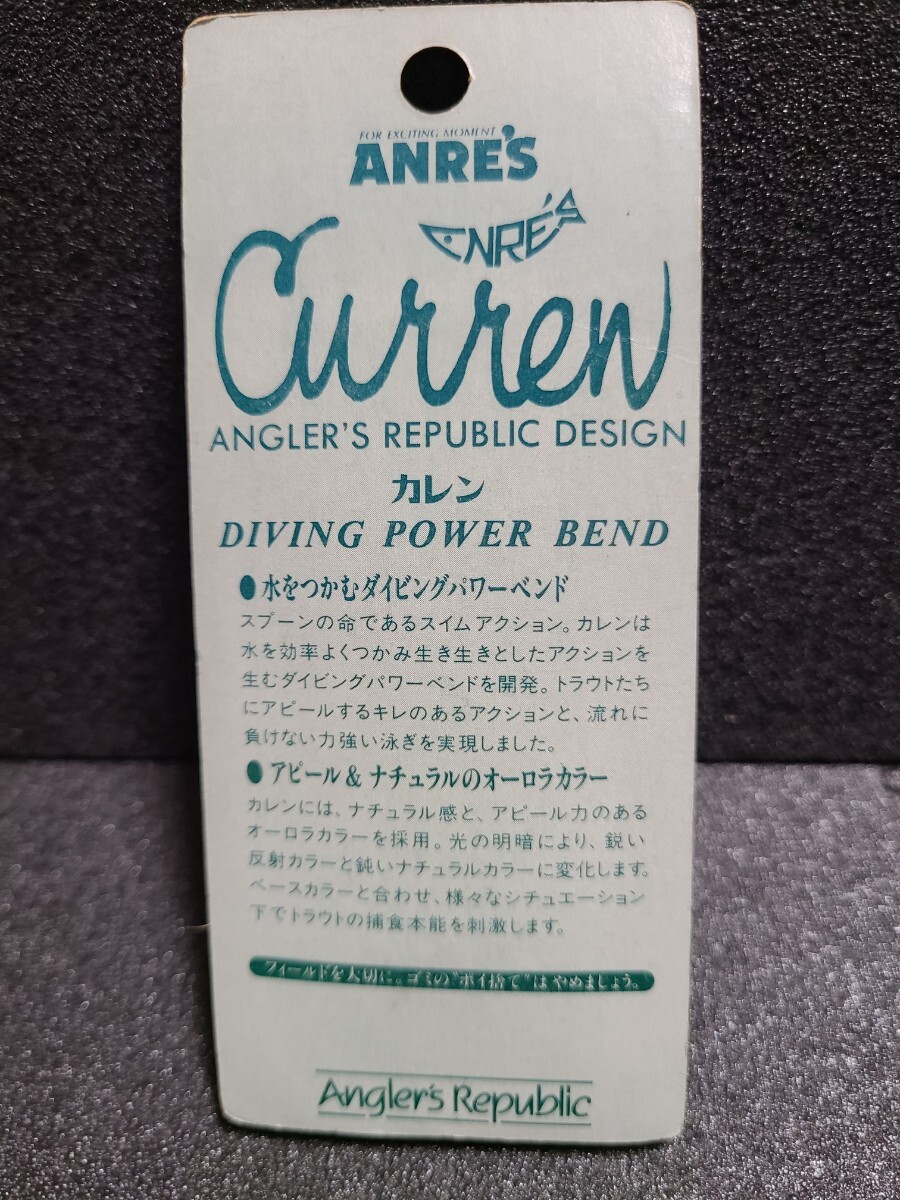 FOR EXCITING MOMENT
ANRE'S
ANRE'S
Curren
ANGLER'S REPUBLIC DESIGN
カレン
DIVING POWER BEND
●水をつかむダイビングパワーベンド
スプーンの命であるスイムアクション。カレンは
水を効率よくつかみ生き生きとしたアクションを
生むダイビングパワーベンドを開発。トラウトたち
にアピールするキレのあるアクションと、流れに
負けない力強い泳ぎを実現しました。
●アピール&ナチュラルのオーロラカラー
カレンには、ナチュラル感と、アピール力のある
オーロラカラーを採用。光の明暗により、鋭い
反射カラーと鈍いナチュラルカラーに変化します。
ベースカラーと合わせ、様々なシチュエーション
下でトラウトの捕食本能を刺激します。
フィールドを大切に。ゴミの"ポイ捨て"はやめましょう。
Angler's Republic